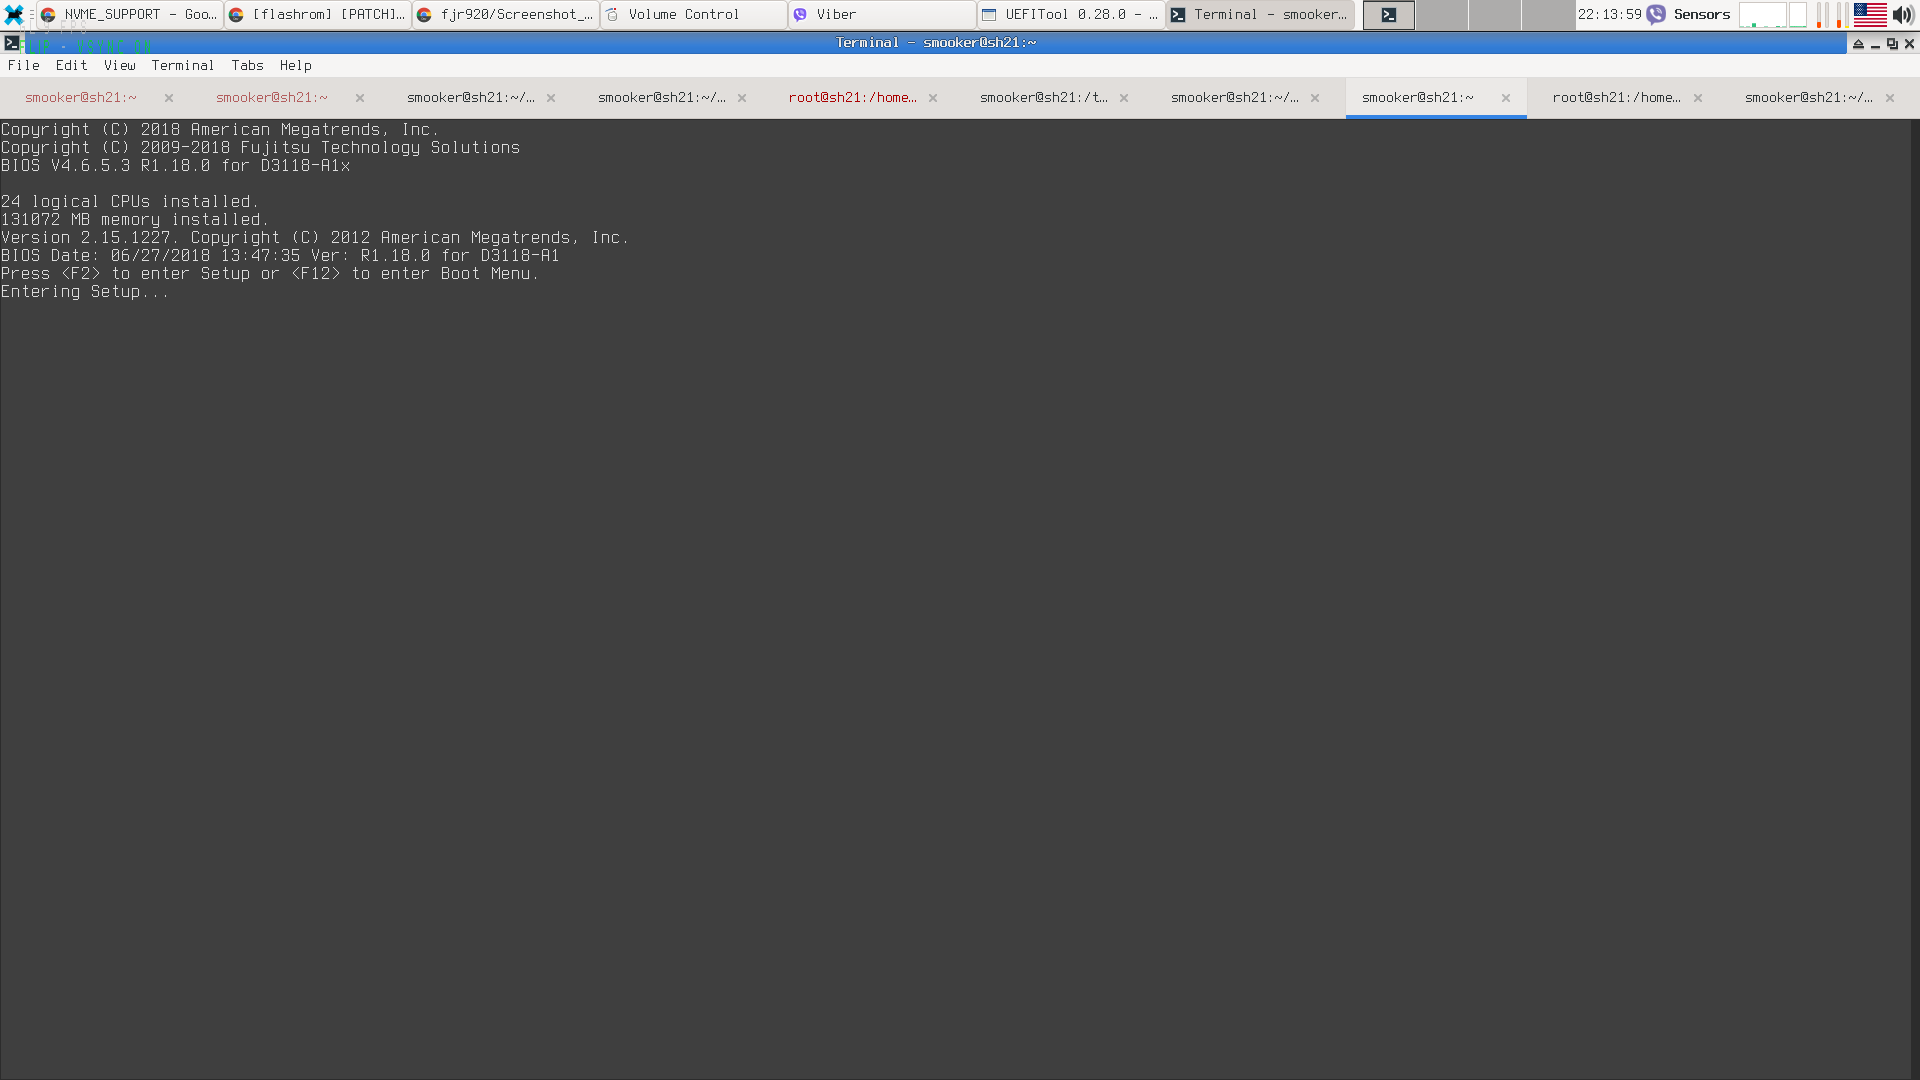 NVME_SUPPORT - Goo...
[flashrom] [PATCH]...
fjr920/Screenshot_...
Volume Control
Viber
UEFITool 0.28.0 - ...
Terminal - smooker...
22:13:59
Sensors
Terminal - smooker@sh21:~
File Edit View Terminal Tabs Help
smooker@sh21:~
smooker@sh21:~
smooker@sh21:~/...
smooker@sh21:~/...
root@sh21:/home...
smooker@sh21:/t...
smooker@sh21:~/...
smooker@sh21:~
root@sh21:/home...
smooker@sh21:~/...
Copyright (C) 2018 American Megatrends, Inc.
Copyright (C) 2009-2018 Fujitsu Technology Solutions
BIOS V4.6.5.3 R1.18.0 for D3118-A1x
24 logical CPUs installed.
131072 MB memory installed.
Version 2.15.1227. Copyright (C) 2012 American Megatrends, Inc.
BIOS Date: 06/27/2018 13:47:35 Ver: R1.18.0 for D3118-A1
Press <F2> to enter Setup or <F12> to enter Boot Menu.
Entering Setup...